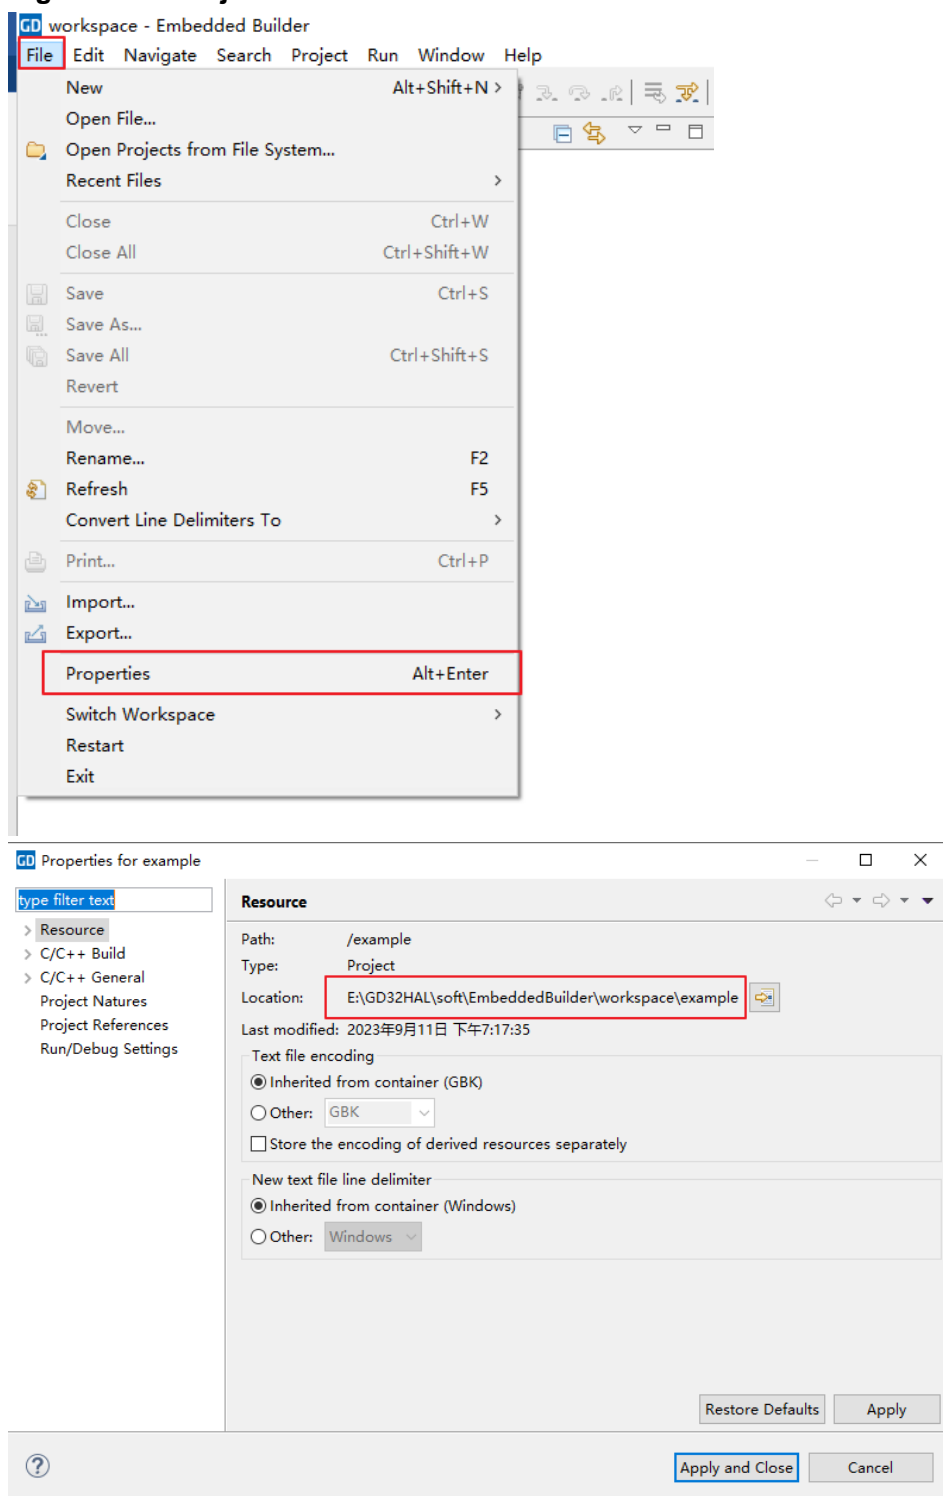 GD workspace - Embedded Builder
File Edit Navigate Search Project Run Window Help
New Alt+Shift+N >
Open File...
Open Projects from File System...
Recent Files >
Close Ctrl+W
Close All Ctrl+Shift+W
Save Ctrl+S
Save As...
Save All Ctrl+Shift+S
Revert
Move...
Rename... F2
Refresh F5
Convert Line Delimiters To >
Print... Ctrl+P
Import...
Export...
Properties Alt+Enter
Switch Workspace >
Restart
Exit
GD Properties for example
type filter text
> Resource
> C/C++ Build
> C/C++ General
Project Natures
Project References
Run/Debug Settings
Resource
Path: /example
Type: Project
Location: E:\GD32HAL\soft\EmbeddedBuilder\workspace\example
Last modified: 2023年9月11日 下午7:17:35
Text file encoding
Inherited from container (GBK)
Other: GBK
Store the encoding of derived resources separately
New text file line delimiter
Inherited from container (Windows)
Other: Windows
Restore Defaults Apply
? Apply and Close Cancel